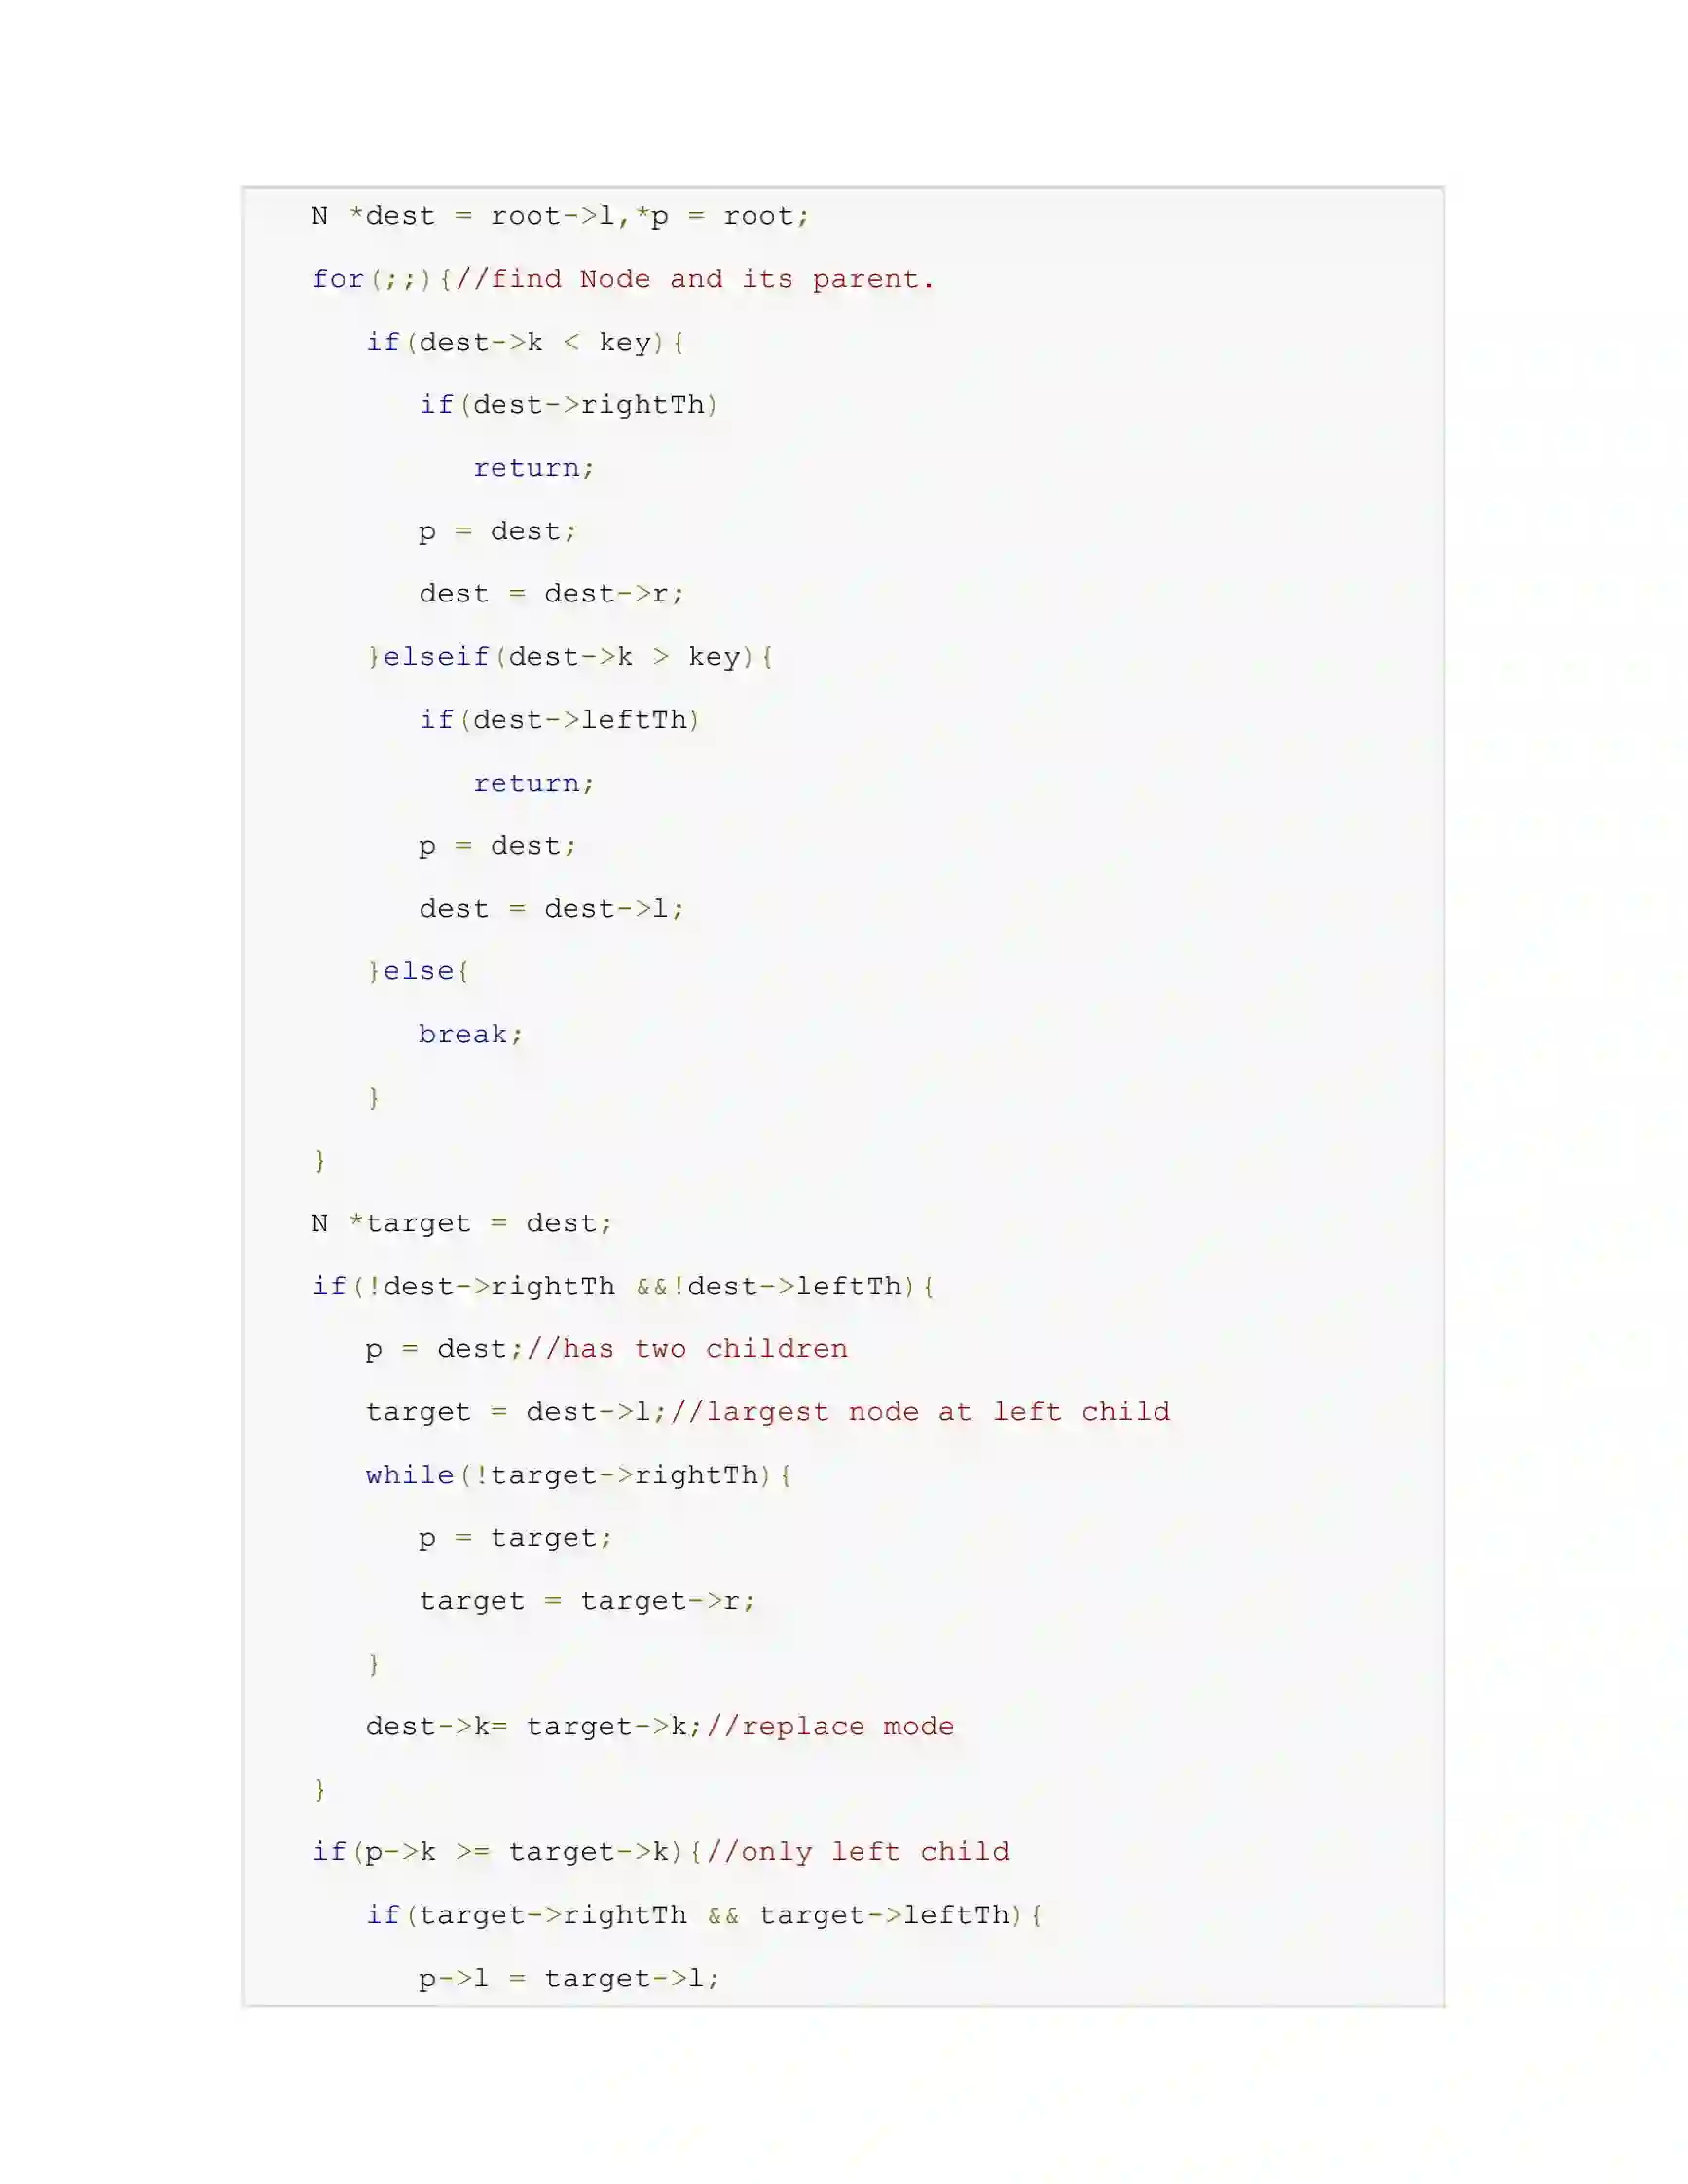 N *dest = root->l,*p = root;
for(;;){//find Node and its parent.
if(dest->k < key){
if(dest->rightTh)
return;
p = dest;
dest = dest->r;
}elseif(dest->k > key){
if(dest->leftTh)
return;
p = dest;
dest = dest->l;
}else{
break;
}
}
N *target = dest;
if(!dest->rightTh &&!dest->leftTh){
p = dest;//has two children
target = dest->l;//largest node at left child
while(!target->rightTh){
p = target;
target = target->r;
}
dest->k= target->k;//replace mode
}
if(p->k >= target->k){//only left child
if(target->rightTh && target->leftTh){
p->l = target->l;